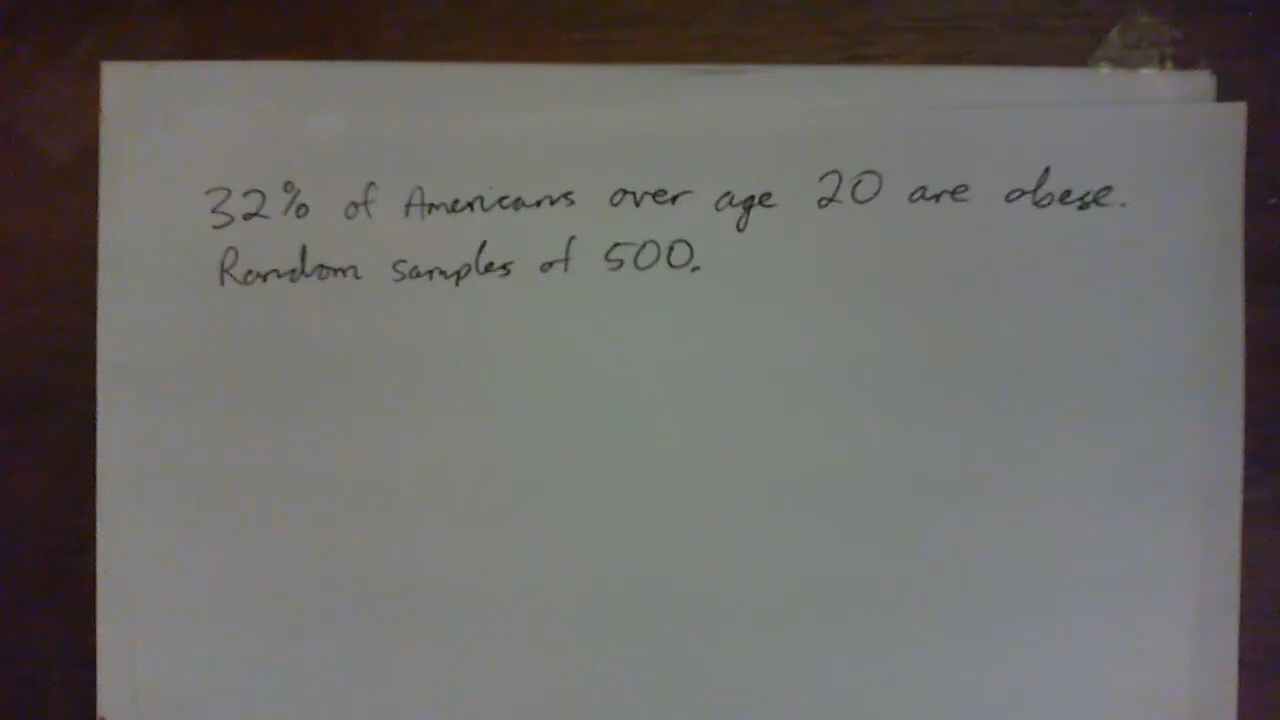 32% of Americans over age 20 are obese.
Random samples of 500.